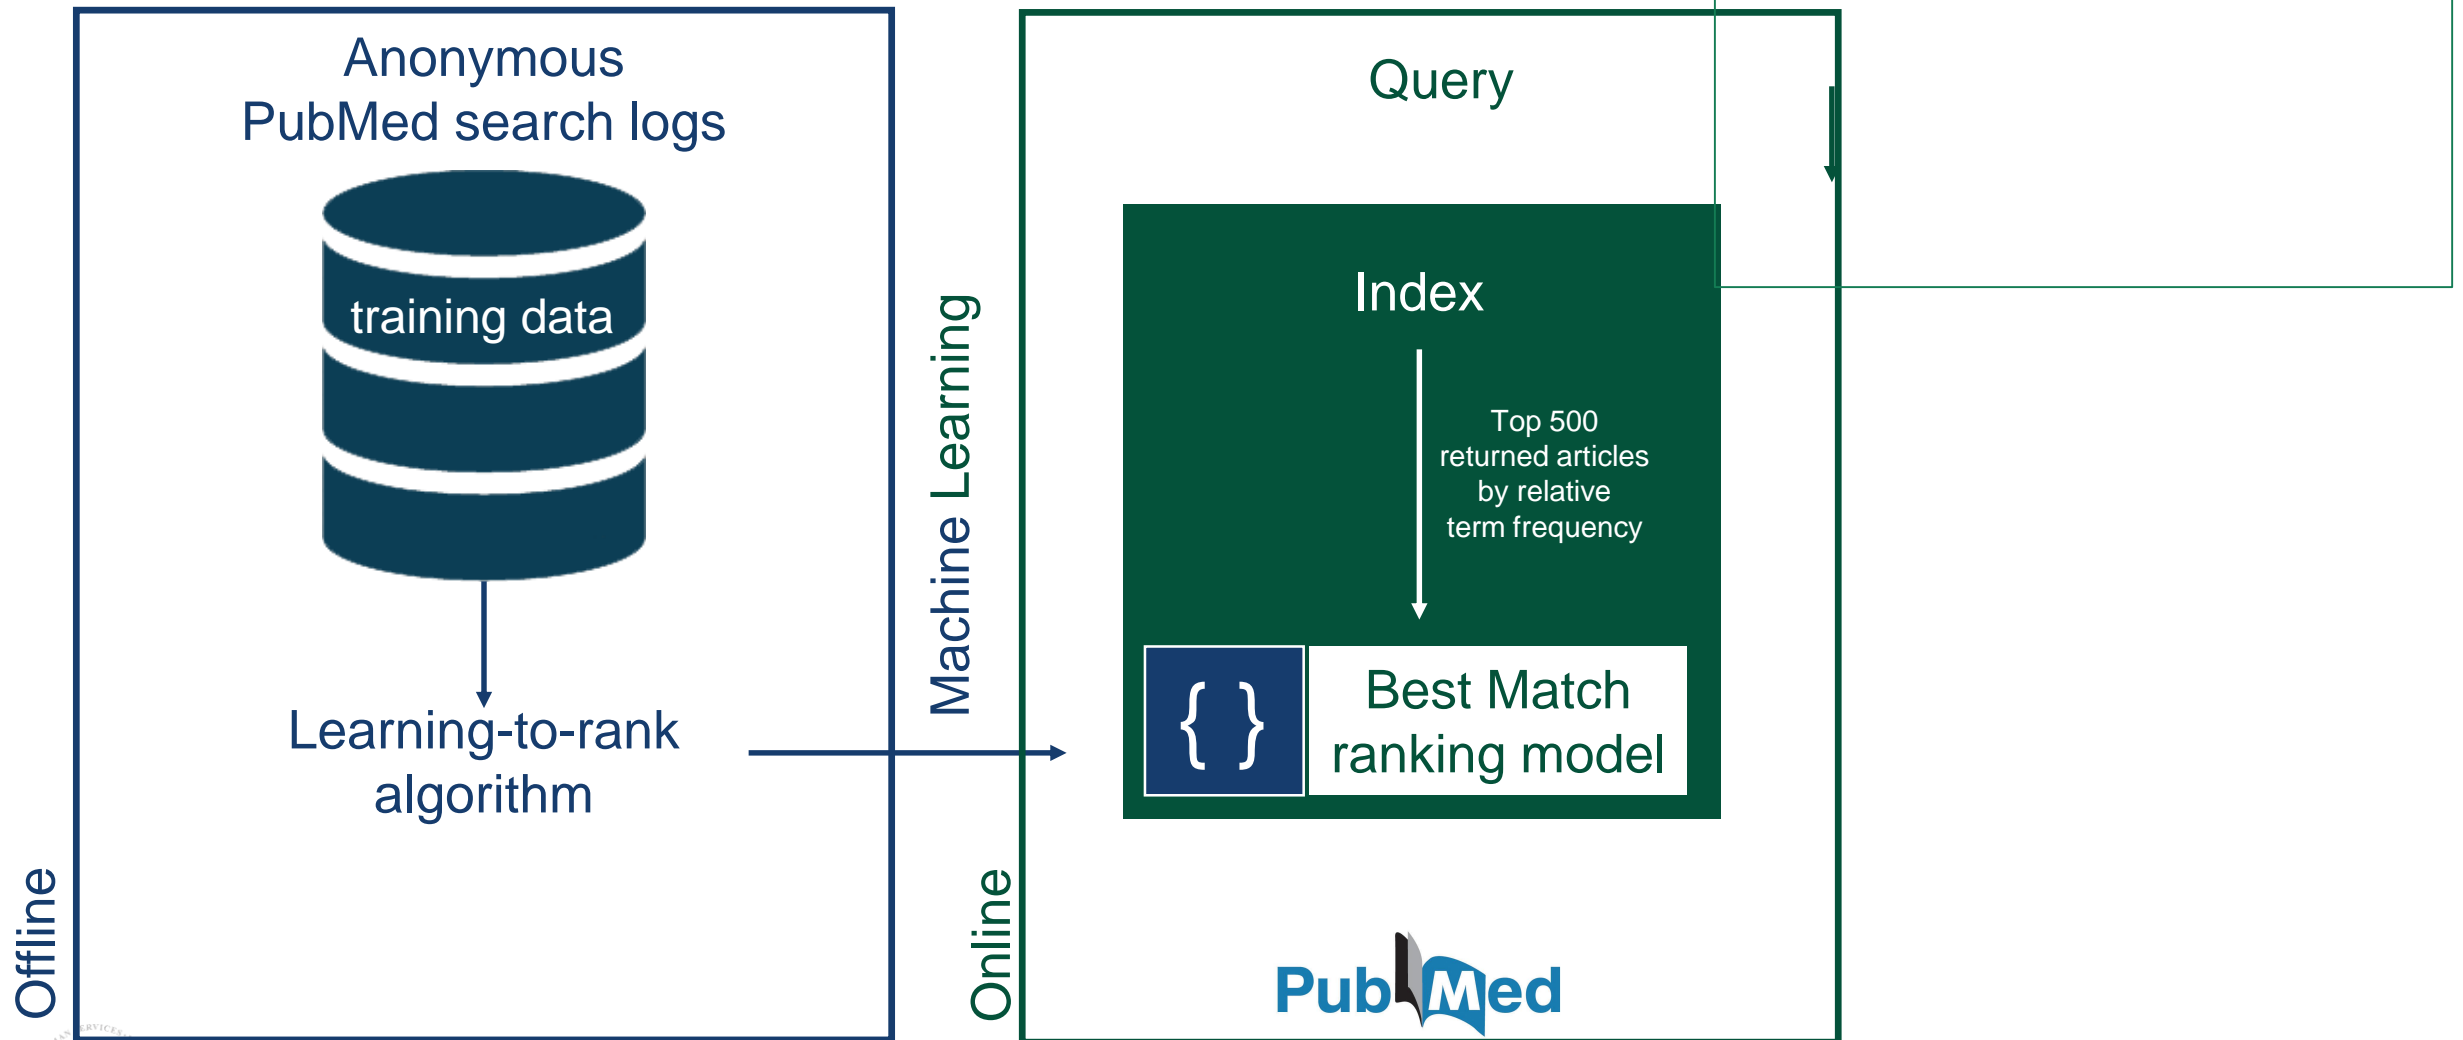 Anonymous
PubMed search logs
training data
Learning-to-rank
algorithm
Offline
Machine Learning
Query
Index
Top 500
returned articles
by relative
term frequency
{ }
Best Match
ranking model
Online
PubMed